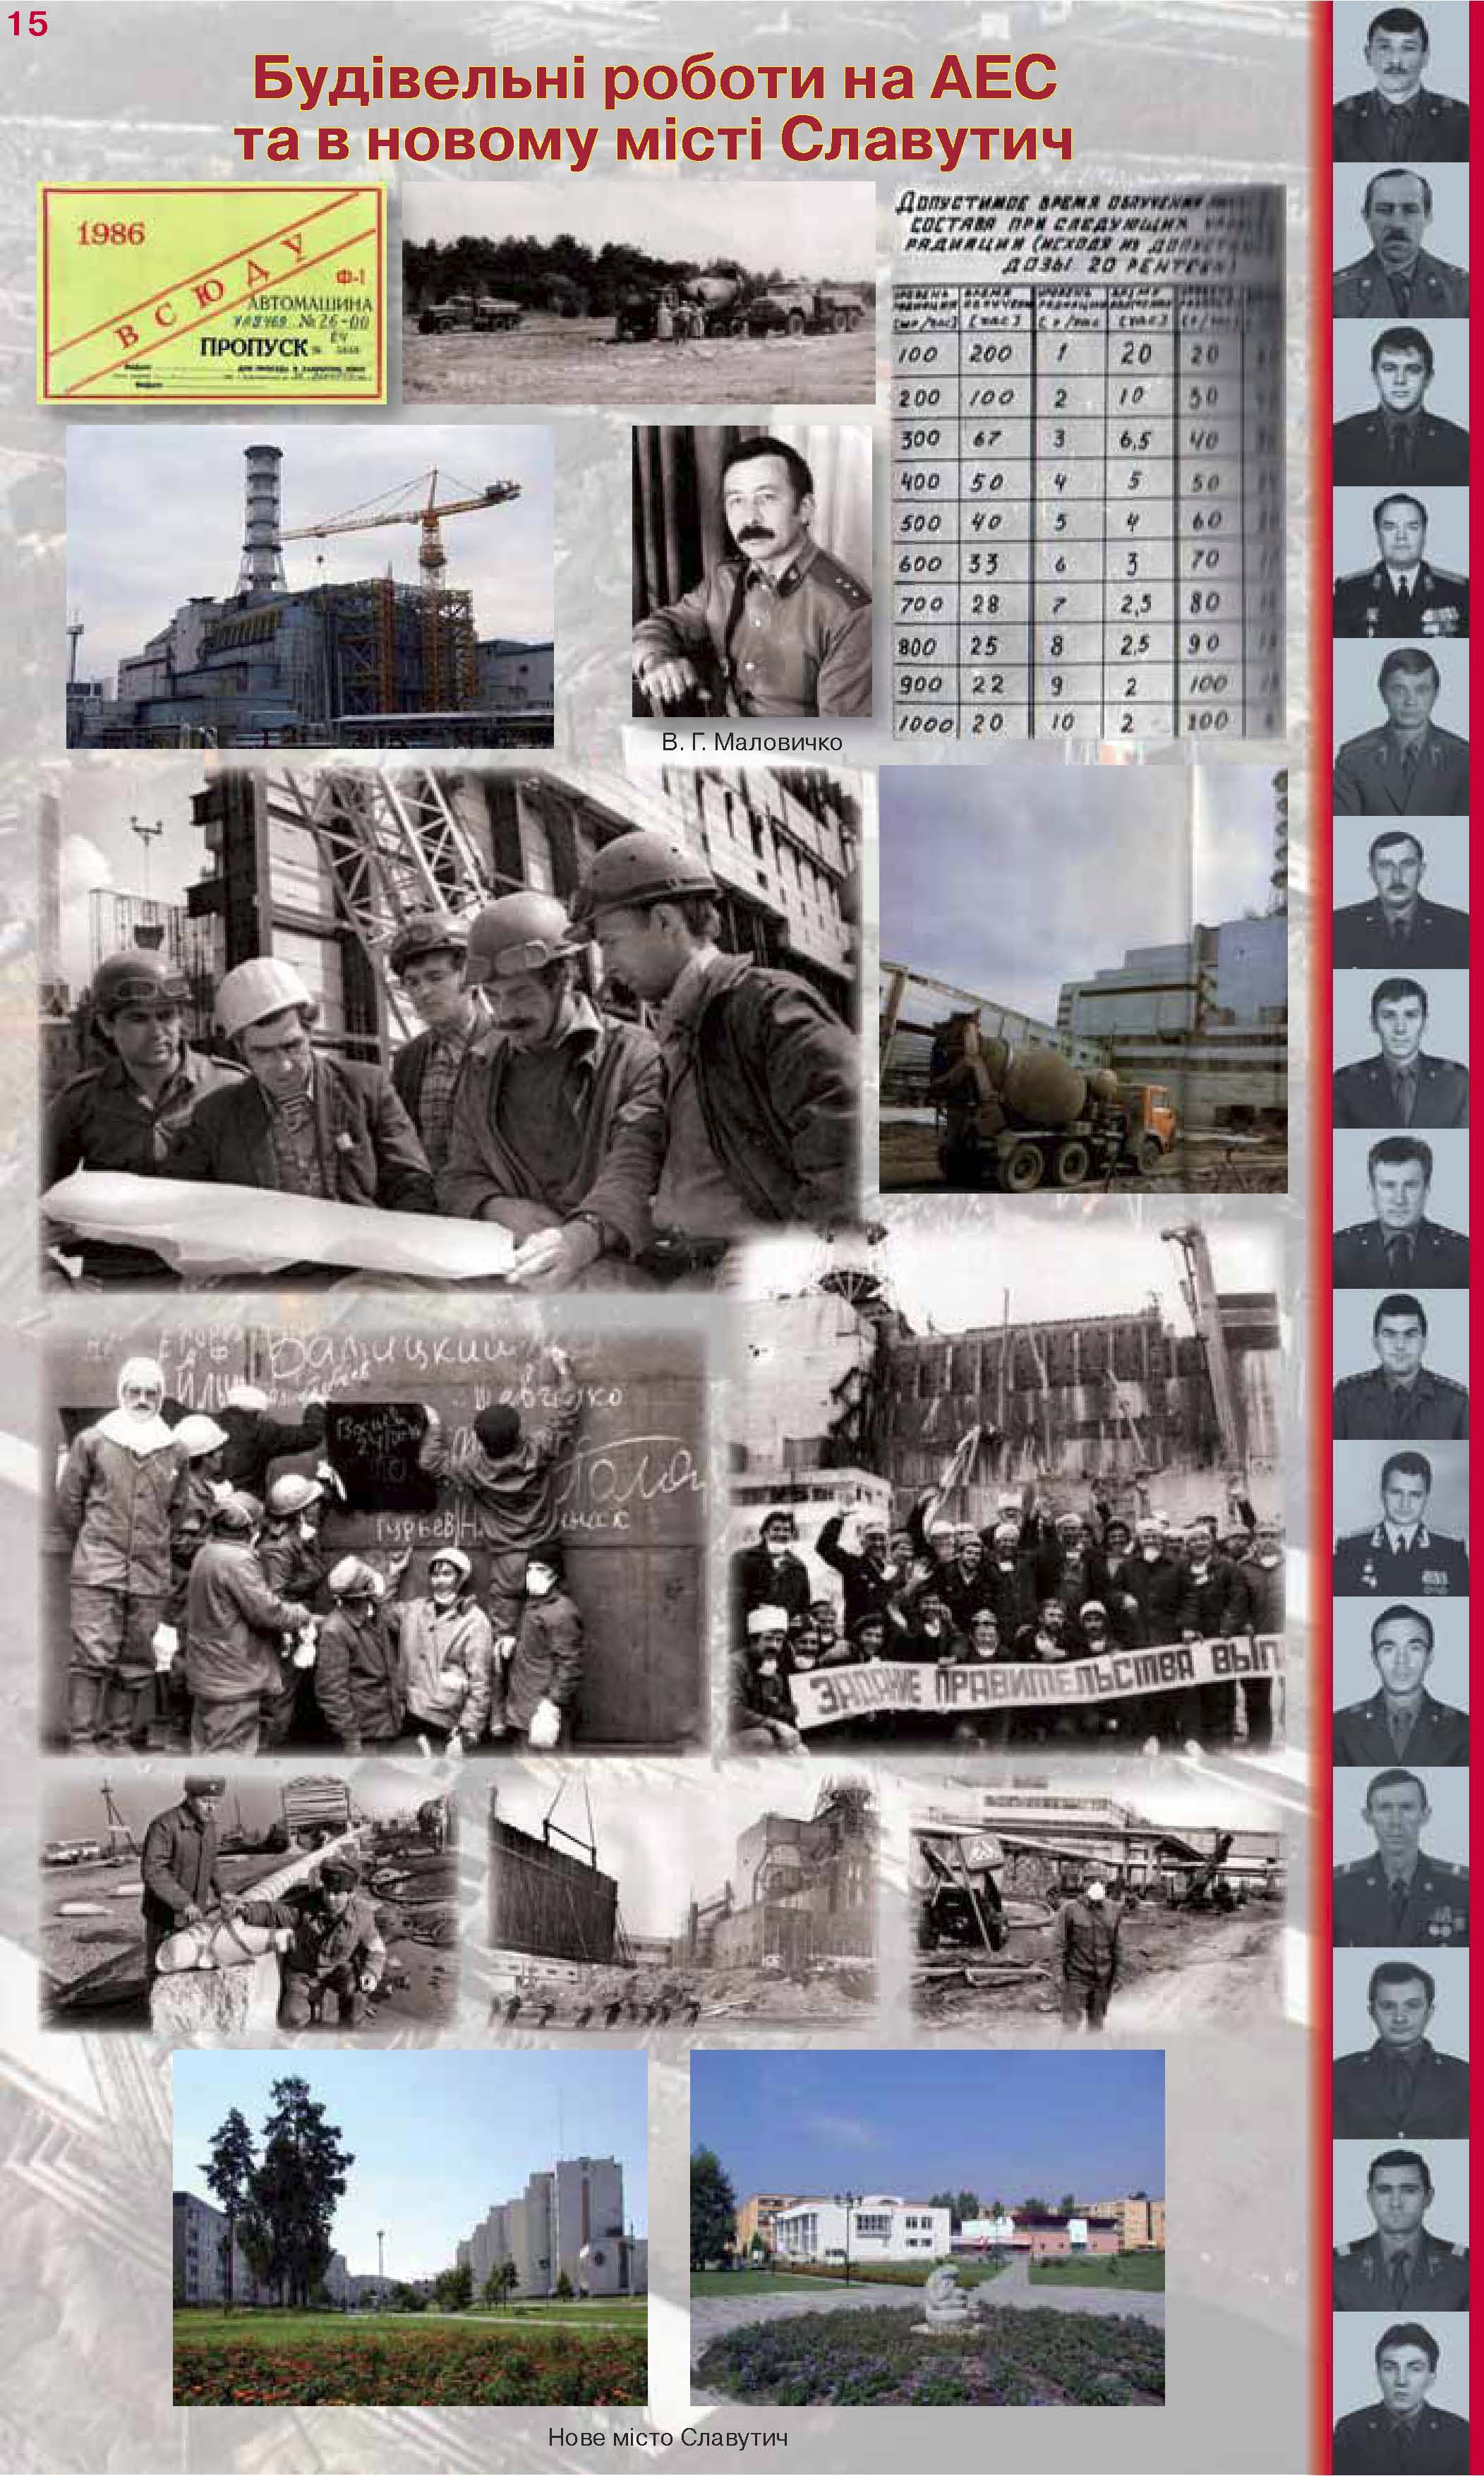 15
Будівельні роботи на АЕС
та в новому місті Славутич
1986
ВСЮДУ
Ф-1
АВТОМАШИНА
№ 26-00
ПРОПУСК
ДОПУСТИМОЕ ВРЕМЯ ОБЛУЧЕНИЯ
СОСТАВА ПРИ СЛЕДУЮЩИХ
РАДИАЦИИ (ИСХОДЯ ИЗ
ДОЗЫ 20 РЕНТГЕН)
100 200 1 20 20
200 100 2 10 30
300 67 3 6,5 40
400 50 4 5 50
500 40 5 4 60
600 33 6 3 70
700 28 7 2,5 80
800 25 8 2,5 90
900 22 9 2 100
1000 20 10 2 100
В. Г. Маловичко
Балицкий
Шевченко
Гурьев Н.
ЗАДАНИЕ ПРАВИТЕЛЬСТВА ВЫП
Нове місто Славутич